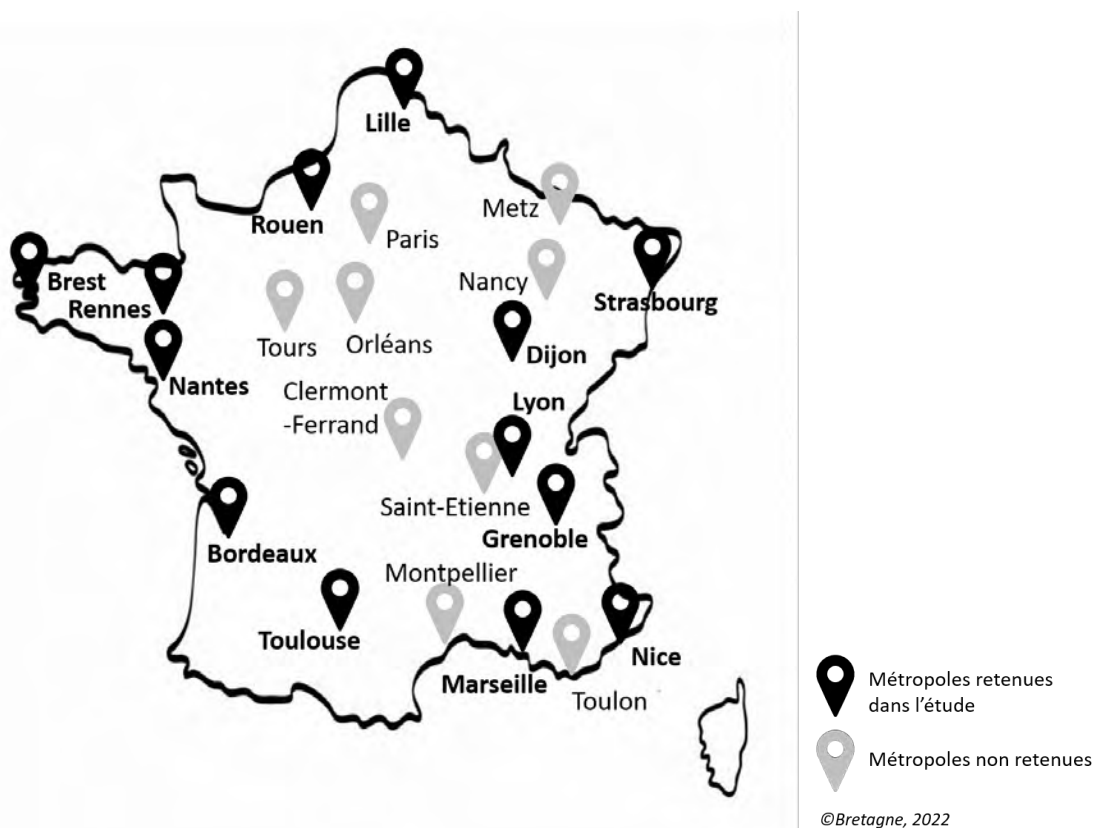 Lille
Rouen
Paris
Metz
Brest
Rennes
Nancy
Strasbourg
Tours
Orléans
Dijon
Nantes
Clermont
-Ferrand
Lyon
Saint-Etienne
Grenoble
Bordeaux
Montpellier
Toulouse
Nice
Marseille
Toulon
Métropoles retenues
dans l'étude
Métropoles non retenues
©Bretagne, 2022